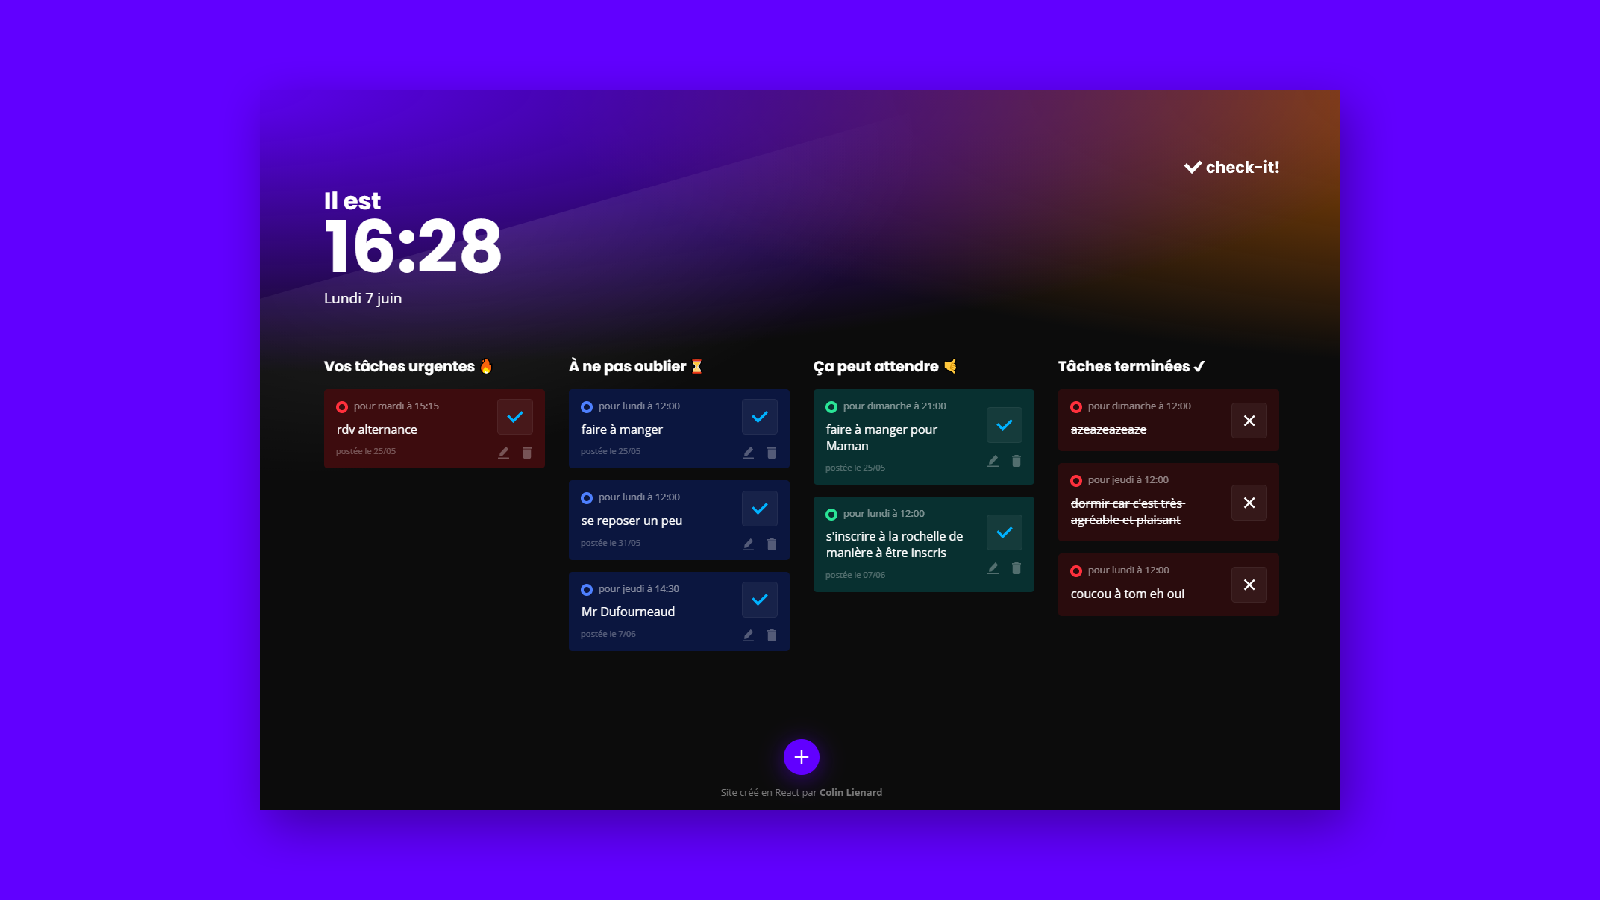 check-it!
Il est
16:28
Lundi 7 juin
Vos tâches urgentes
pour mardi à 15:15
rdv alternance
postée le 25/05
À ne pas oublier
pour lundi à 12:00
faire à manger
postée le 25/05
pour lundi à 12:00
se reposer un peu
postée le 31/05
pour jeudi à 14:30
Mr Dufourneaud
postée le 7/06
Ça peut attendre
pour dimanche à 21:00
faire à manger pour
Maman
postée le 25/05
pour lundi à 12:00
s'inscrire à la rochelle de
manière à être inscris
postée le 07/06
Tâches terminées
pour dimanche à 12:00
azeazeazeaze
pour jeudi à 12:00
dormir car c'est très
agréable et plaisant
pour lundi à 12:00
coucou à tom eh oui
Site créé en React par Colin Lienard